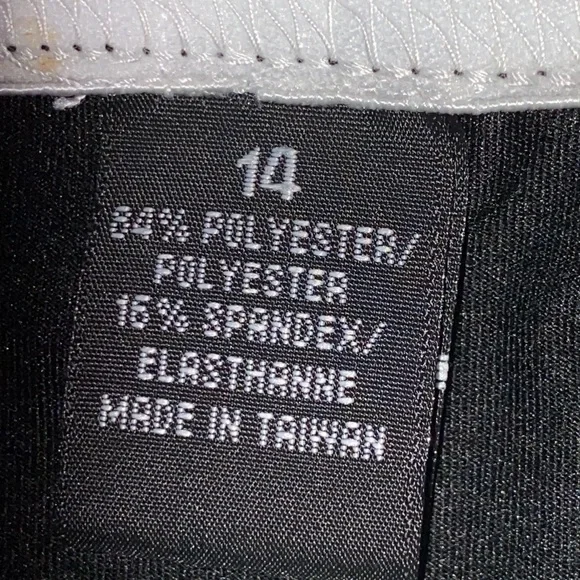 14
84% POLYESTER/
POLYESTER
16% SPANDEX/
ELASTHANNE
MADE IN TAIWAN